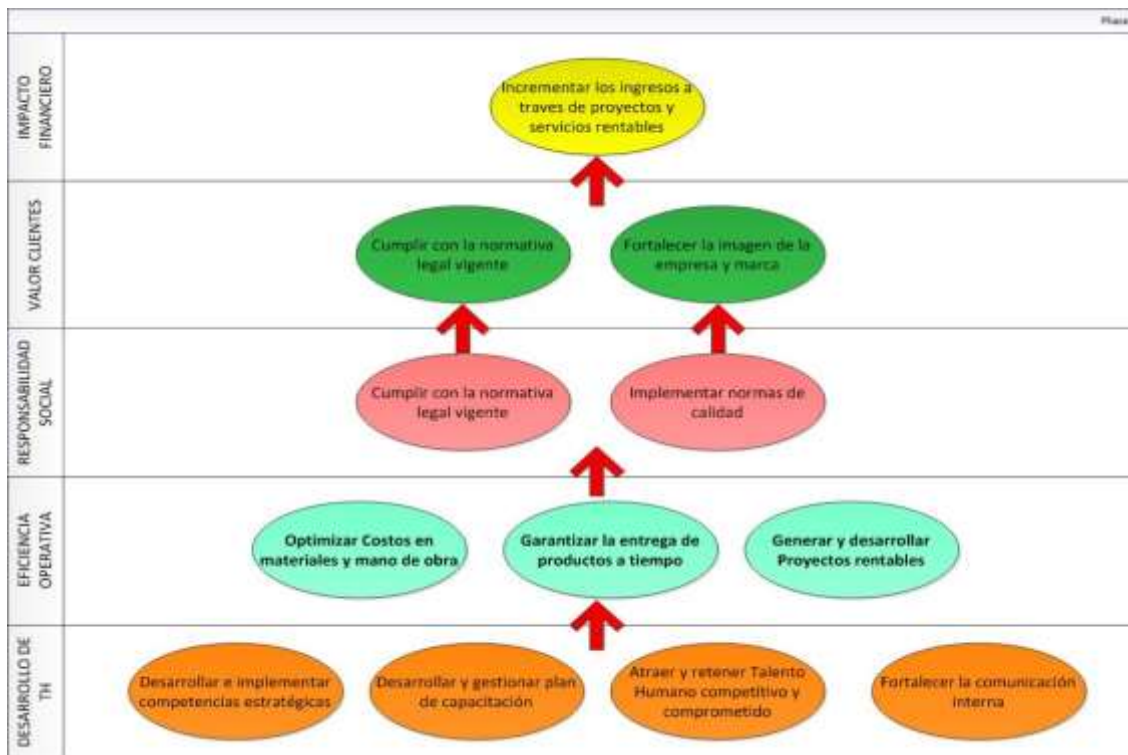 Phase
IMPACTO
FINANCIERO
Incrementar los ingresos a
traves de proyectos y
servicios rentables
VALOR CLIENTES
Cumplir con la normativa
legal vigente
Fortalecer la imagen de la
empresa y marca
RESPONSABILIDAD
SOCIAL
Cumplir con la normativa
legal vigente
Implementar normas de
calidad
EFICIENCIA
OPERATIVA
Optimizar Costos en
materiales y mano de obra
Garantizar la entrega de
productos a tiempo
Generar y desarrollar
Proyectos rentables
DESARROLLO DE
TH
Desarrollar e implementar
competencias estratégicas
Desarrollar y gestionar plan
de capacitación
Atraer y retener Talento
Humano competitivo y
comprometido
Fortalecer la comunicación
interna